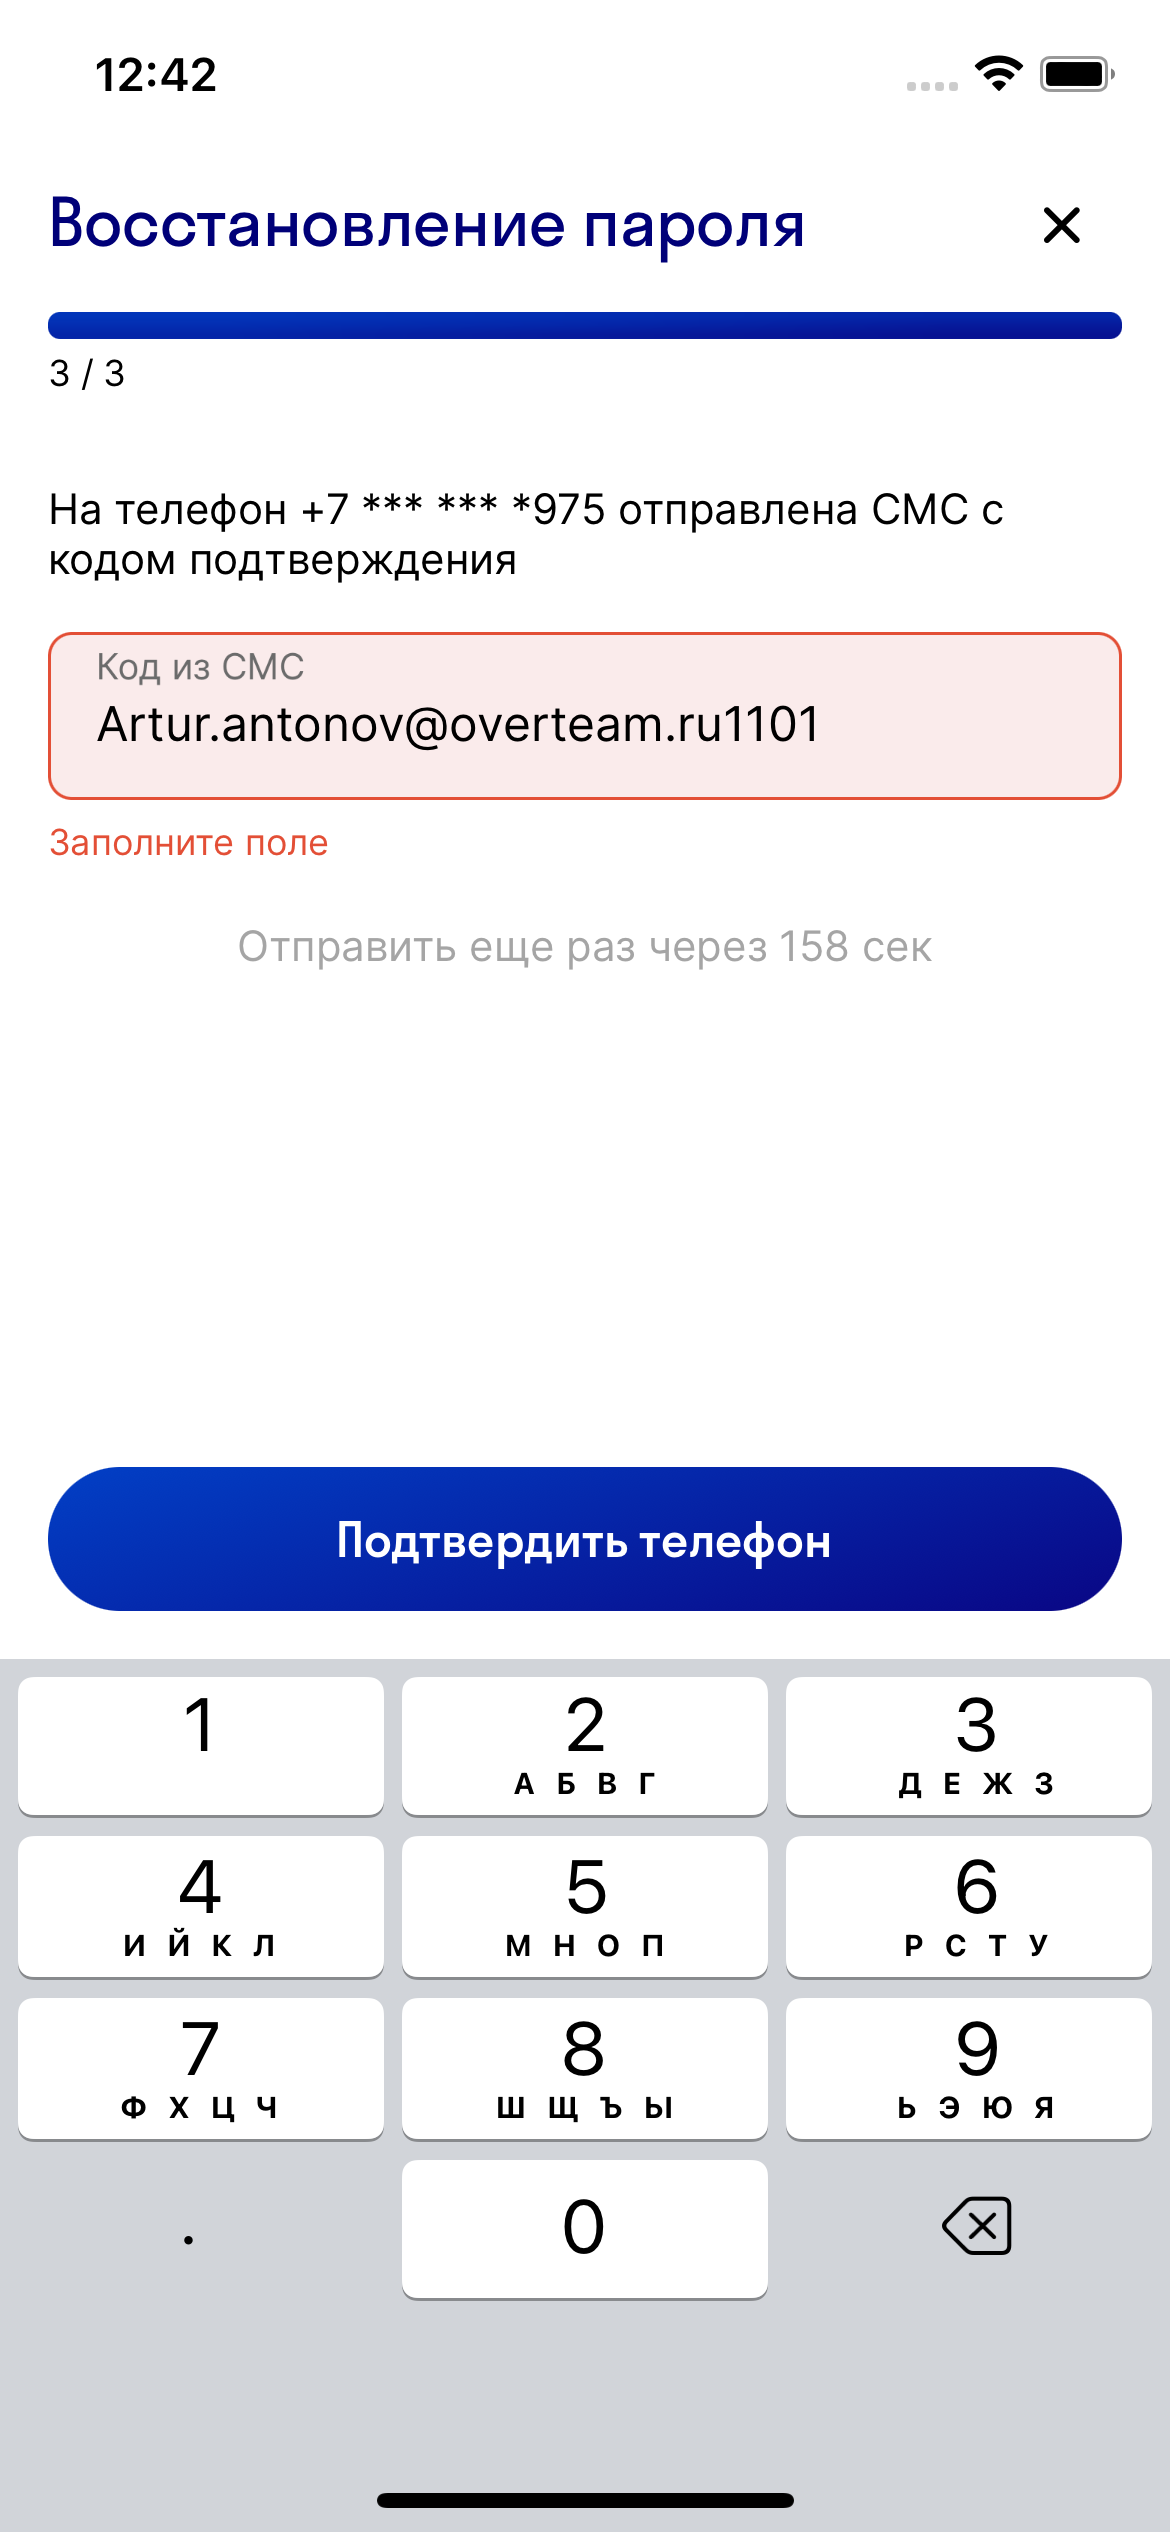 12:42
Восстановление пароля
3 / 3
На телефон +7 *** *** *975 отправлена СМС с
кодом подтверждения
Код из СМС
Artur.antonov@overteam.ru1101
Заполните поле
Отправить еще раз через 158 сек
Подтвердить телефон
1 2 3
А Б В Г Д Е Ж З
4 5 6
И Й К Л М Н О П Р С Т У
7 8 9
Ф Х Ц Ч Ш Щ Ъ Ы Ь Э Ю Я
. 0